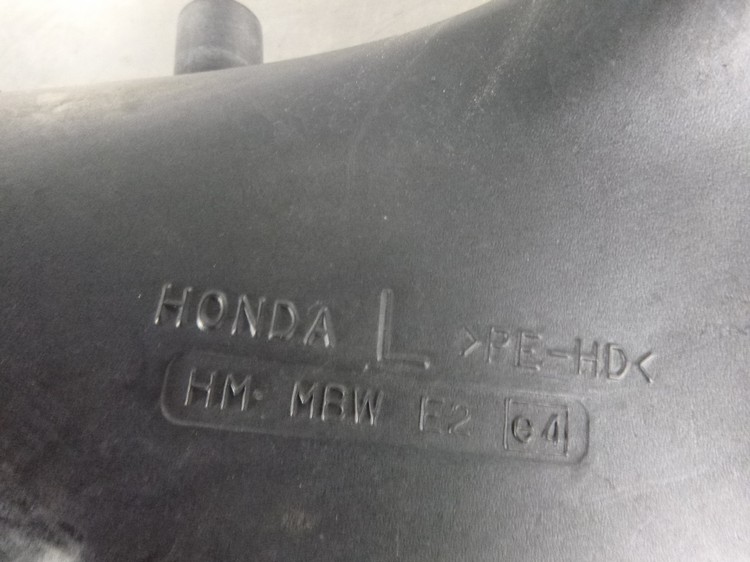 HONDA L >PE-HD<
HM· MBW E2 e4